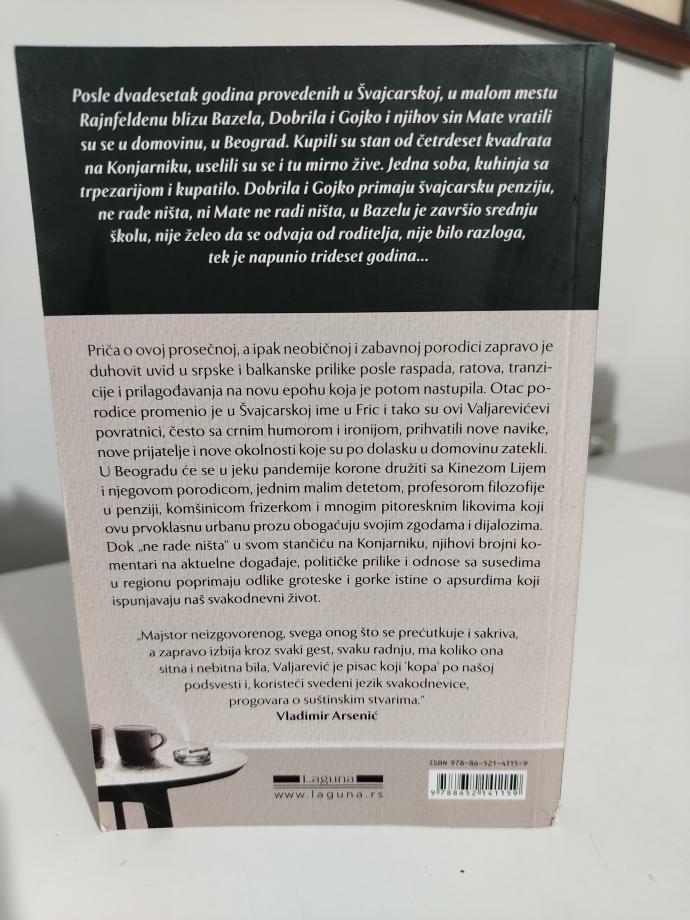 Posle dvadesetak godina provedenih u Švajcarskoj, u malom mestu
Rajnfeldenu blizu Bazela, Dobrila i Gojko i njihov sin Mate vratili
su se u domovinu, u Beograd. Kupili su stan od četrdeset kvadrata
na Konjarniku, uselili su se i tu mirno žive. Jedna soba, kuhinja sa
trpezarijom i kupatilo. Dobrila i Gojko primaju švajcarsku penziju,
ne rade ništa, ni Mate ne radi ništa, u Bazelu je završio srednju
školu, nije želeo da se odvaja od roditelja, nije bilo razloga,
tek je napunio trideset godina...
Priča o ovoj prosečnoj, a ipak neobičnoj i zabavnoj porodici zapravo je
duhovit uvid u srpske i balkanske prilike posle raspada, ratova, tranzi-
cije i prilagođavanja na novu epohu koja je potom nastupila. Otac po-
rodice promenio je u Švajcarskoj ime u Fric i tako su ovi Valjarevićevi
povratnici, često sa crnim humorom i ironijom, prihvatili nove navike,
nove prijatelje i nove okolnosti koje su po dolasku u domovinu zatekli.
U Beogradu će se u jeku pandemije korone družiti sa Kinezom Lijem
i njegovom porodicom, jednim malim detetom, profesorom filozofije
u penziji, komšinicom frizerkom i mnogim pitoresknim likovima koji
ovu prvoklasnu urbanu prozu obogaćuju svojim zgodama i dijalozima.
Dok „ne rade ništa“ u svom stančiću na Konjarniku, njihovi brojni ko-
mentari na aktuelne događaje, političke prilike i odnose sa susedima
u regionu poprimaju odlike groteske i gorke istine o apsurdima koji
ispunjavaju naš svakodnevni život.
„Majstor neizgovorenog, svega onog što se prećutkuje i sakriva,
a zapravo izbija kroz svaki gest, svaku radnju, ma koliko ona
sitna i nebitna bila, Valjarević je pisac koji 'kopa' po našoj
podsvesti i, koristeći svedeni jezik svakodnevice,
progovara o suštinskim stvarima.“
Vladimir Arsenić
ISBN 978-86-521-4115-9
Laguna
www.laguna.rs
9 788652 141159